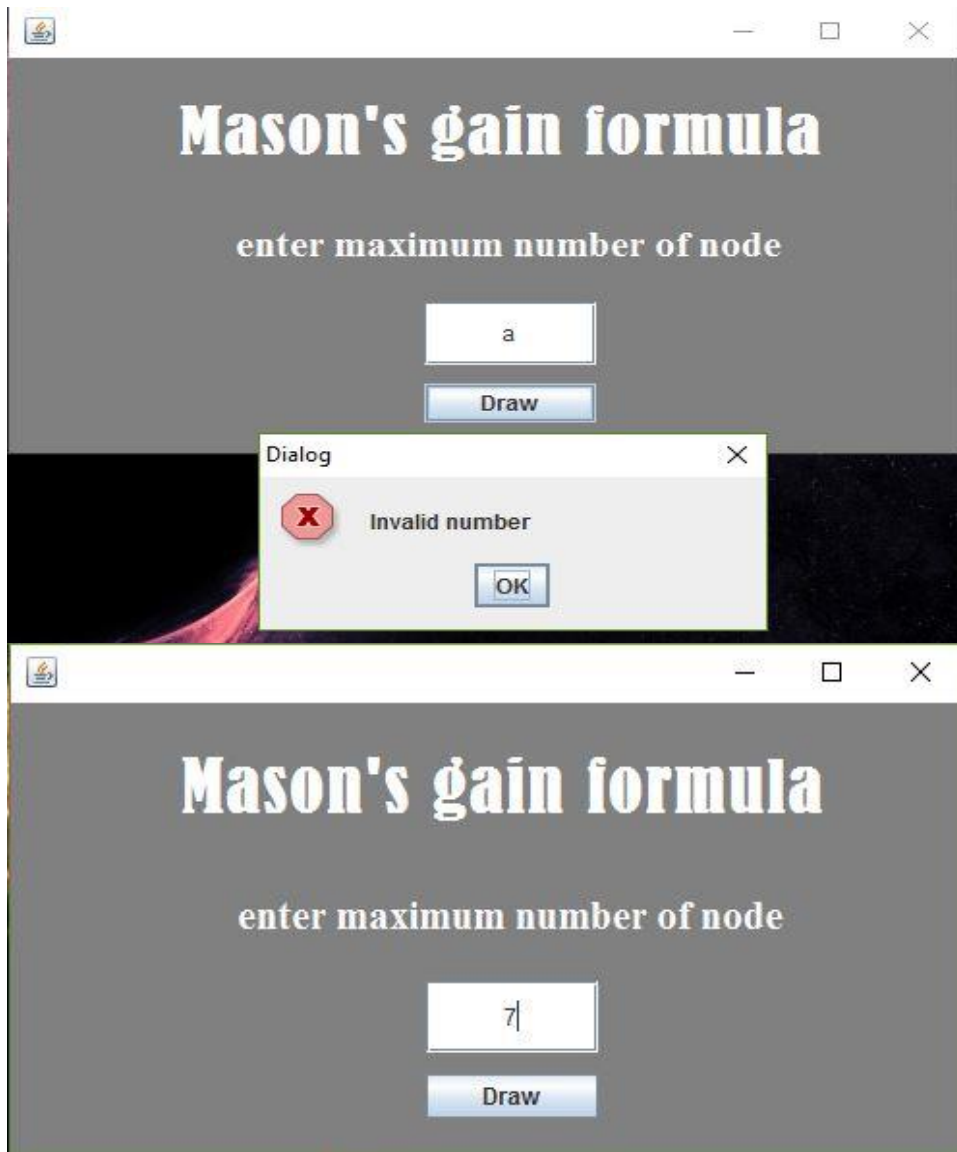 Mason's gain formula
enter maximum number of node
a
Draw
Dialog
Invalid number
OK
Mason's gain formula
enter maximum number of node
7
Draw